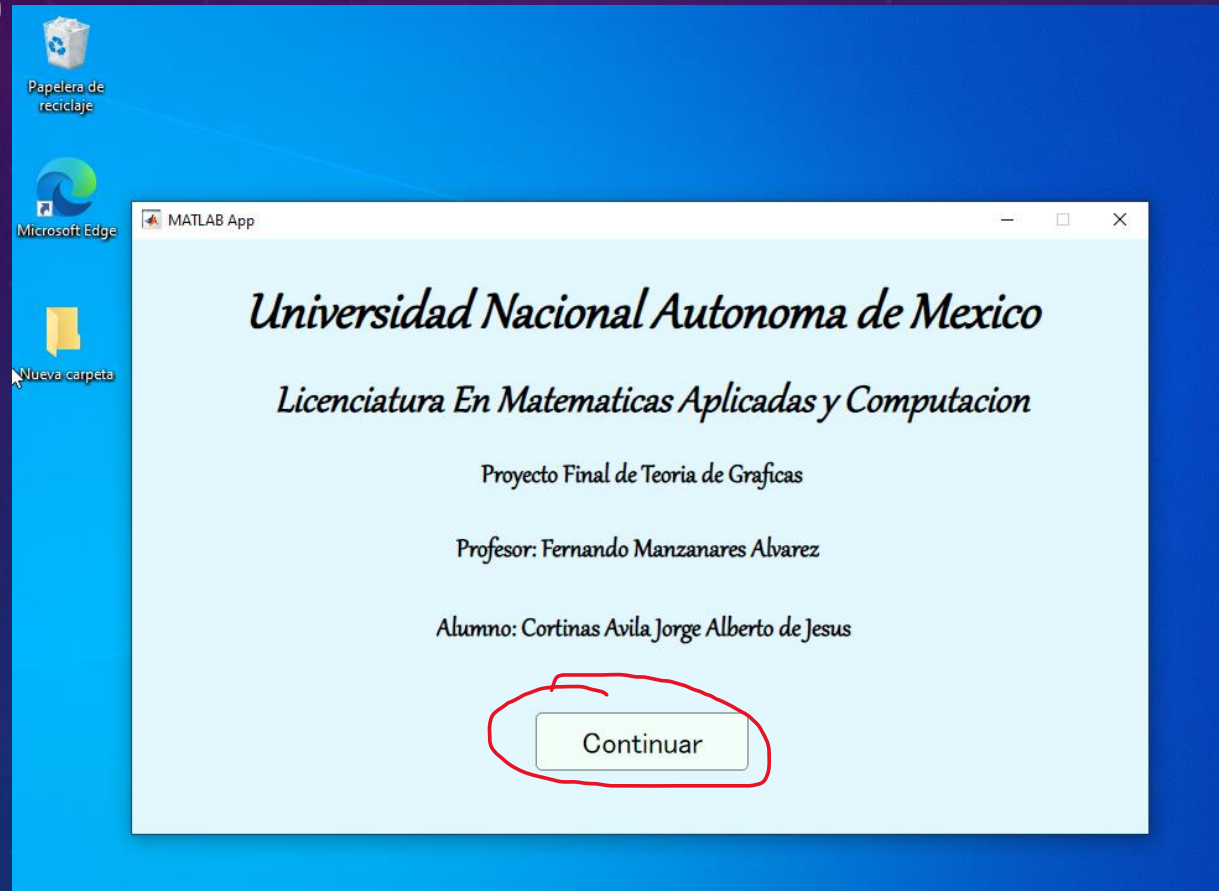 Papelera de
reciclaje
Microsoft Edge
Nueva carpeta
MATLAB App
Universidad Nacional Autonoma de Mexico
Licenciatura En Matematicas Aplicadas y Computacion
Proyecto Final de Teoria de Graficas
Profesor: Fernando Manzanares Alvarez
Alumno: Cortinas Avila Jorge Alberto de Jesus
Continuar